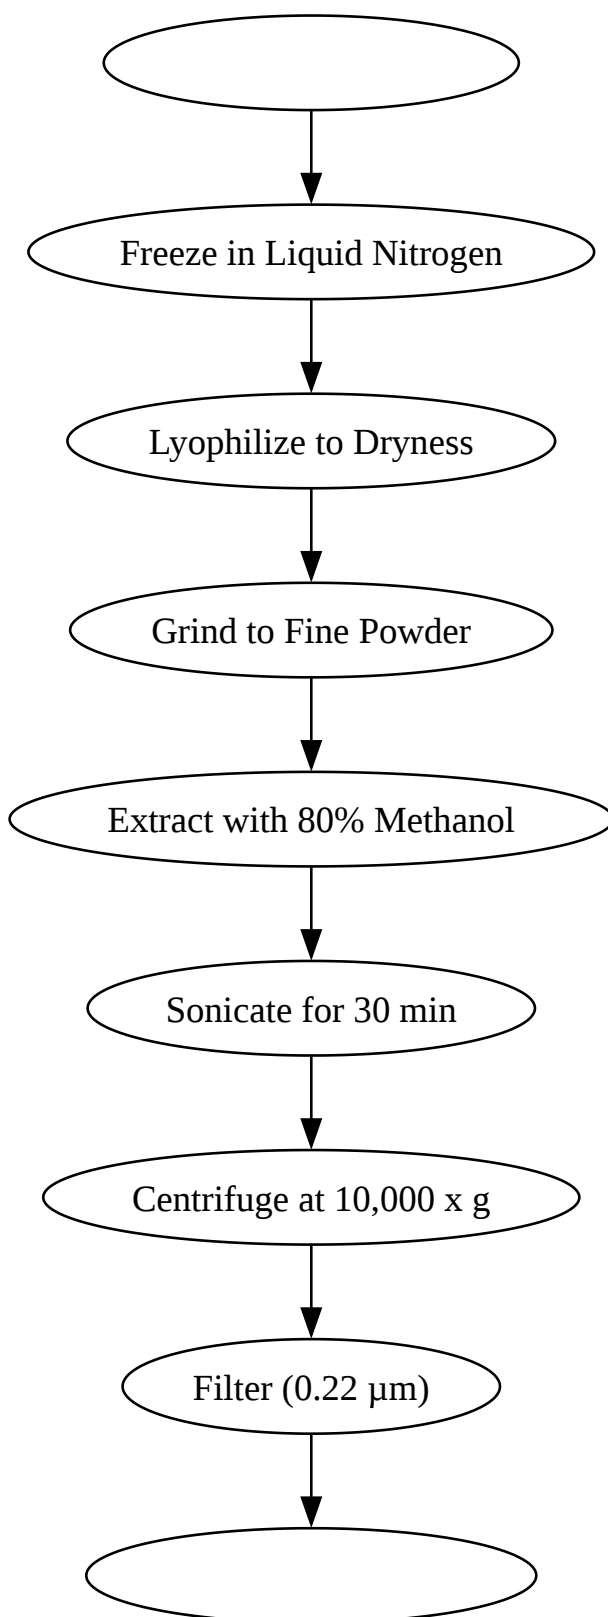 Freeze in Liquid Nitrogen
Lyophilize to Dryness
Grind to Fine Powder
Extract with 80% Methanol
Sonicate for 30 min
Centrifuge at 10,000 x g
Filter (0.22 µm)